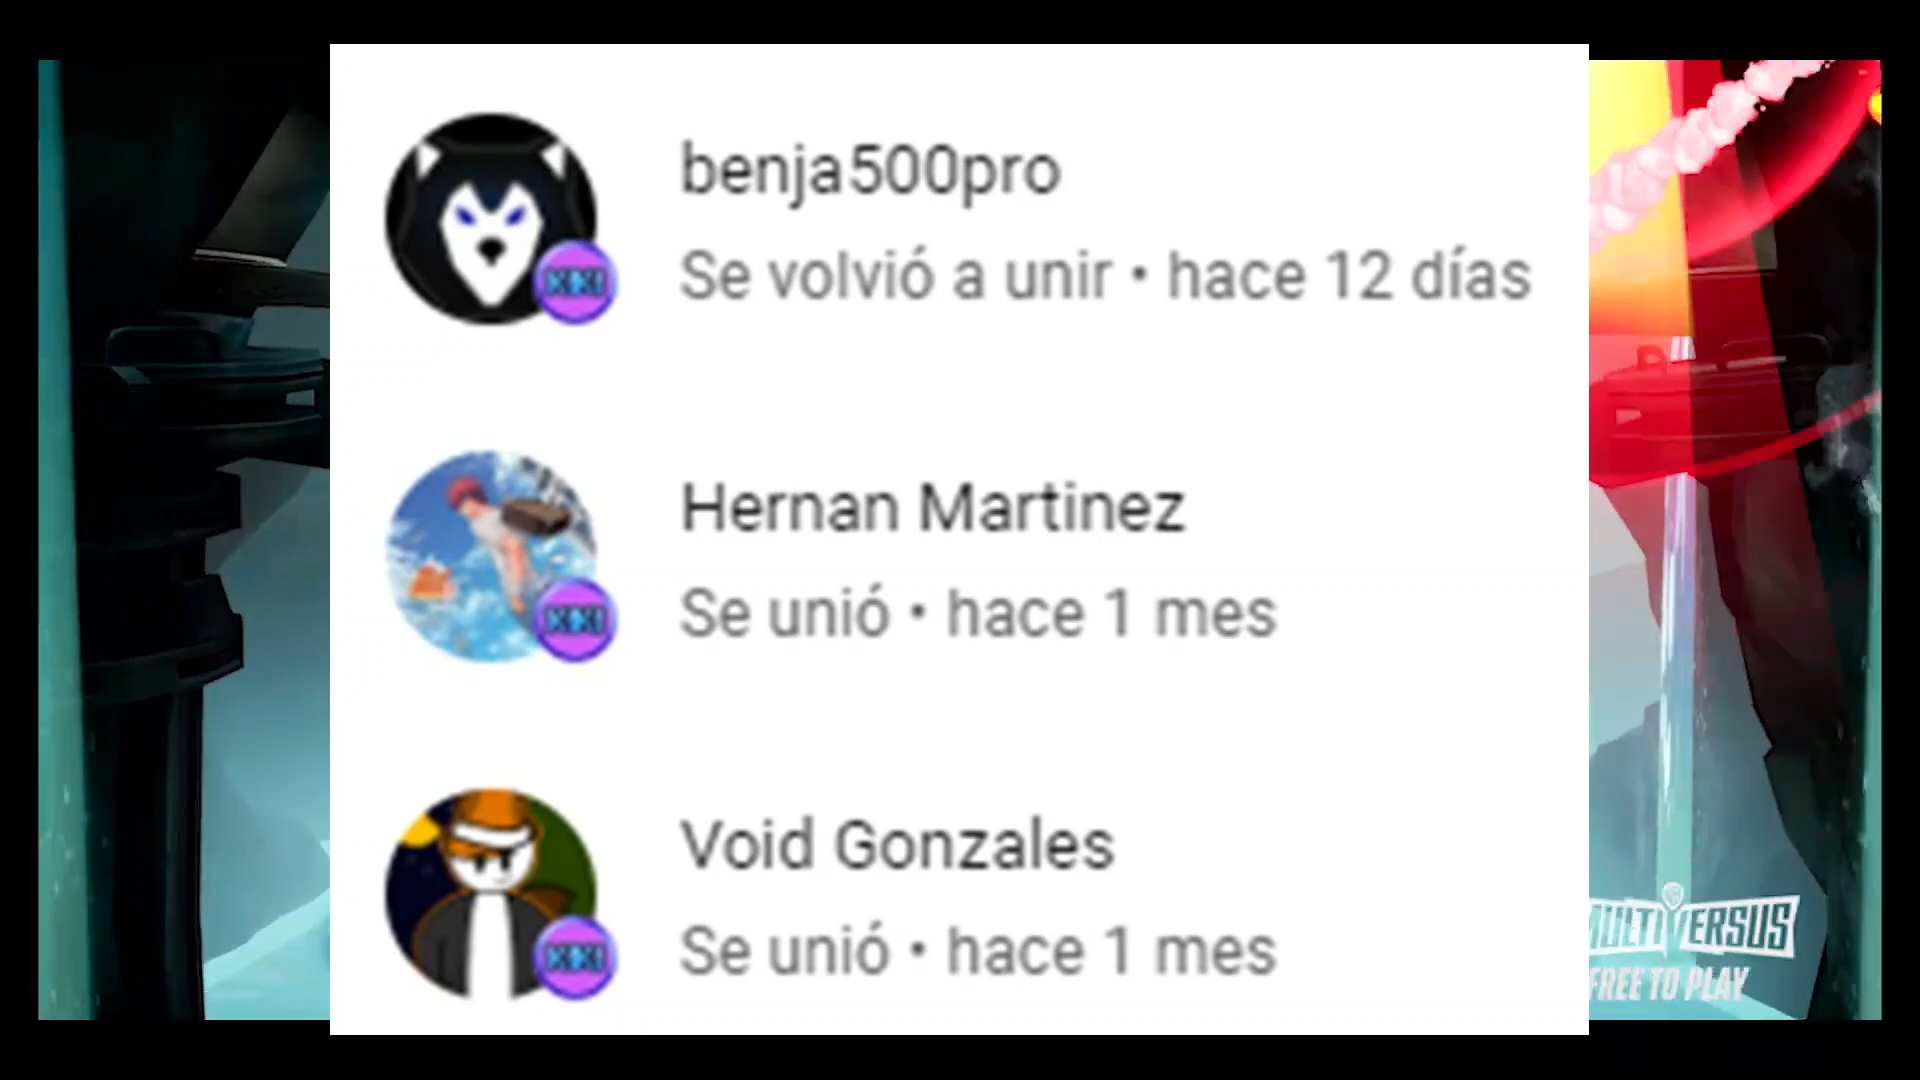 benja500pro
Se volvió a unir • hace 12 días
Hernan Martinez
Se unió • hace 1 mes
Void Gonzales
Se unió • hace 1 mes
MULTIVERSUS
FREE TO PLAY